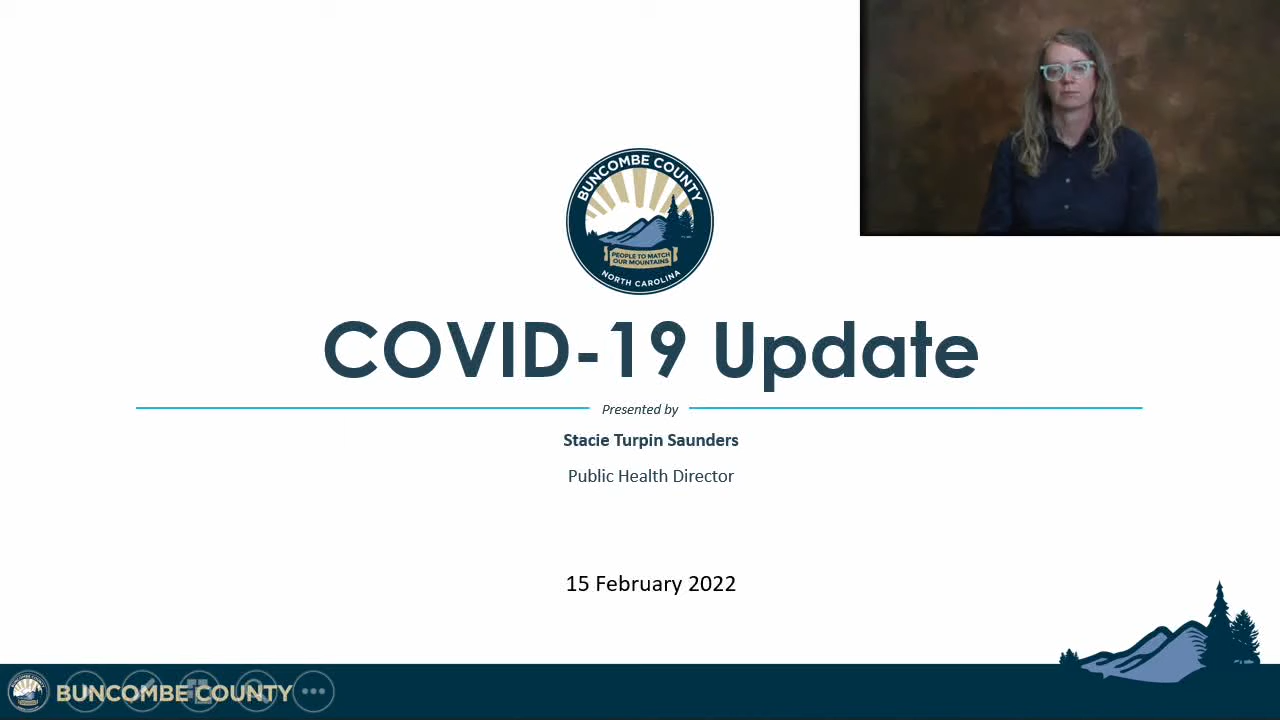 BUNCOMBE COUNTY
PEOPLE TO MATCH
OUR MOUNTAINS
NORTH CAROLINA
COVID-19 Update
Presented by
Stacie Turpin Saunders
Public Health Director
15 February 2022
BUNCOMBE COUNTY